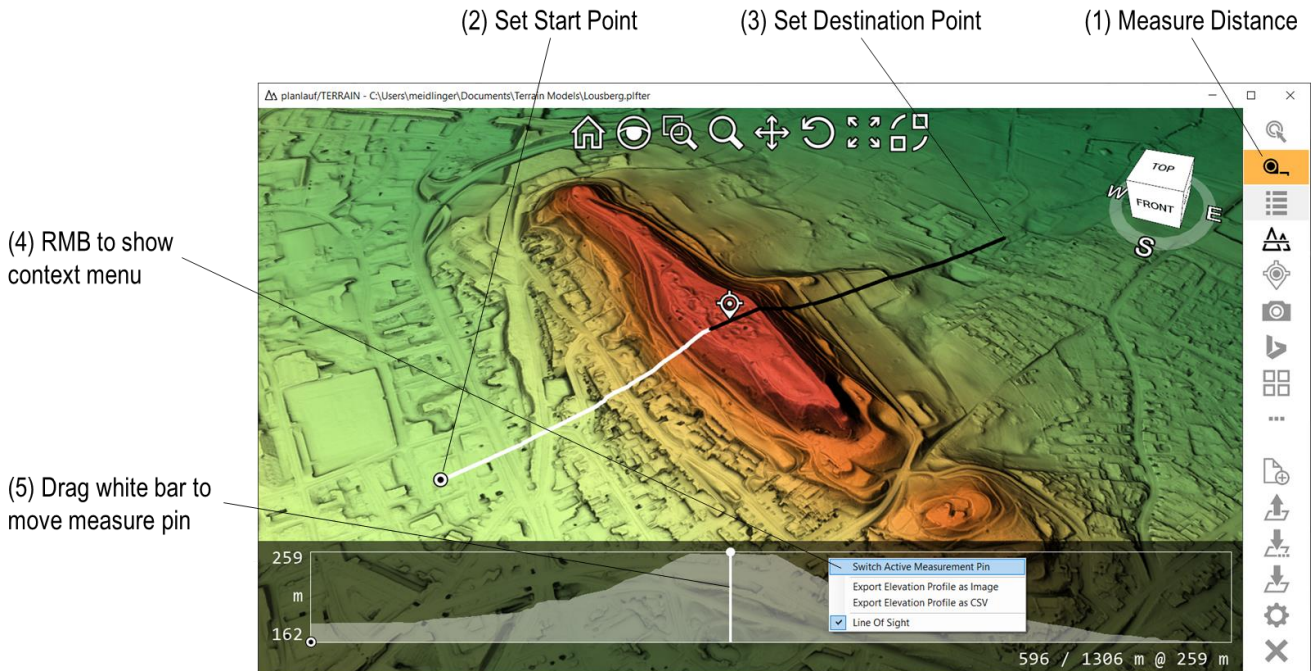 (2) Set Start Point
(3) Set Destination Point
(1) Measure Distance
planlauf/TERRAIN - C:\Users\meidlinger\Documents\Terrain Models\Lousberg.plfter
TOP
FRONT
W
E
S
(4) RMB to show
context menu
(5) Drag white bar to
move measure pin
259
m
162
Switch Active Measurement Pin
Export Elevation Profile as Image
Export Elevation Profile as CSV
Line Of Sight
596 / 1306 m @ 259 m